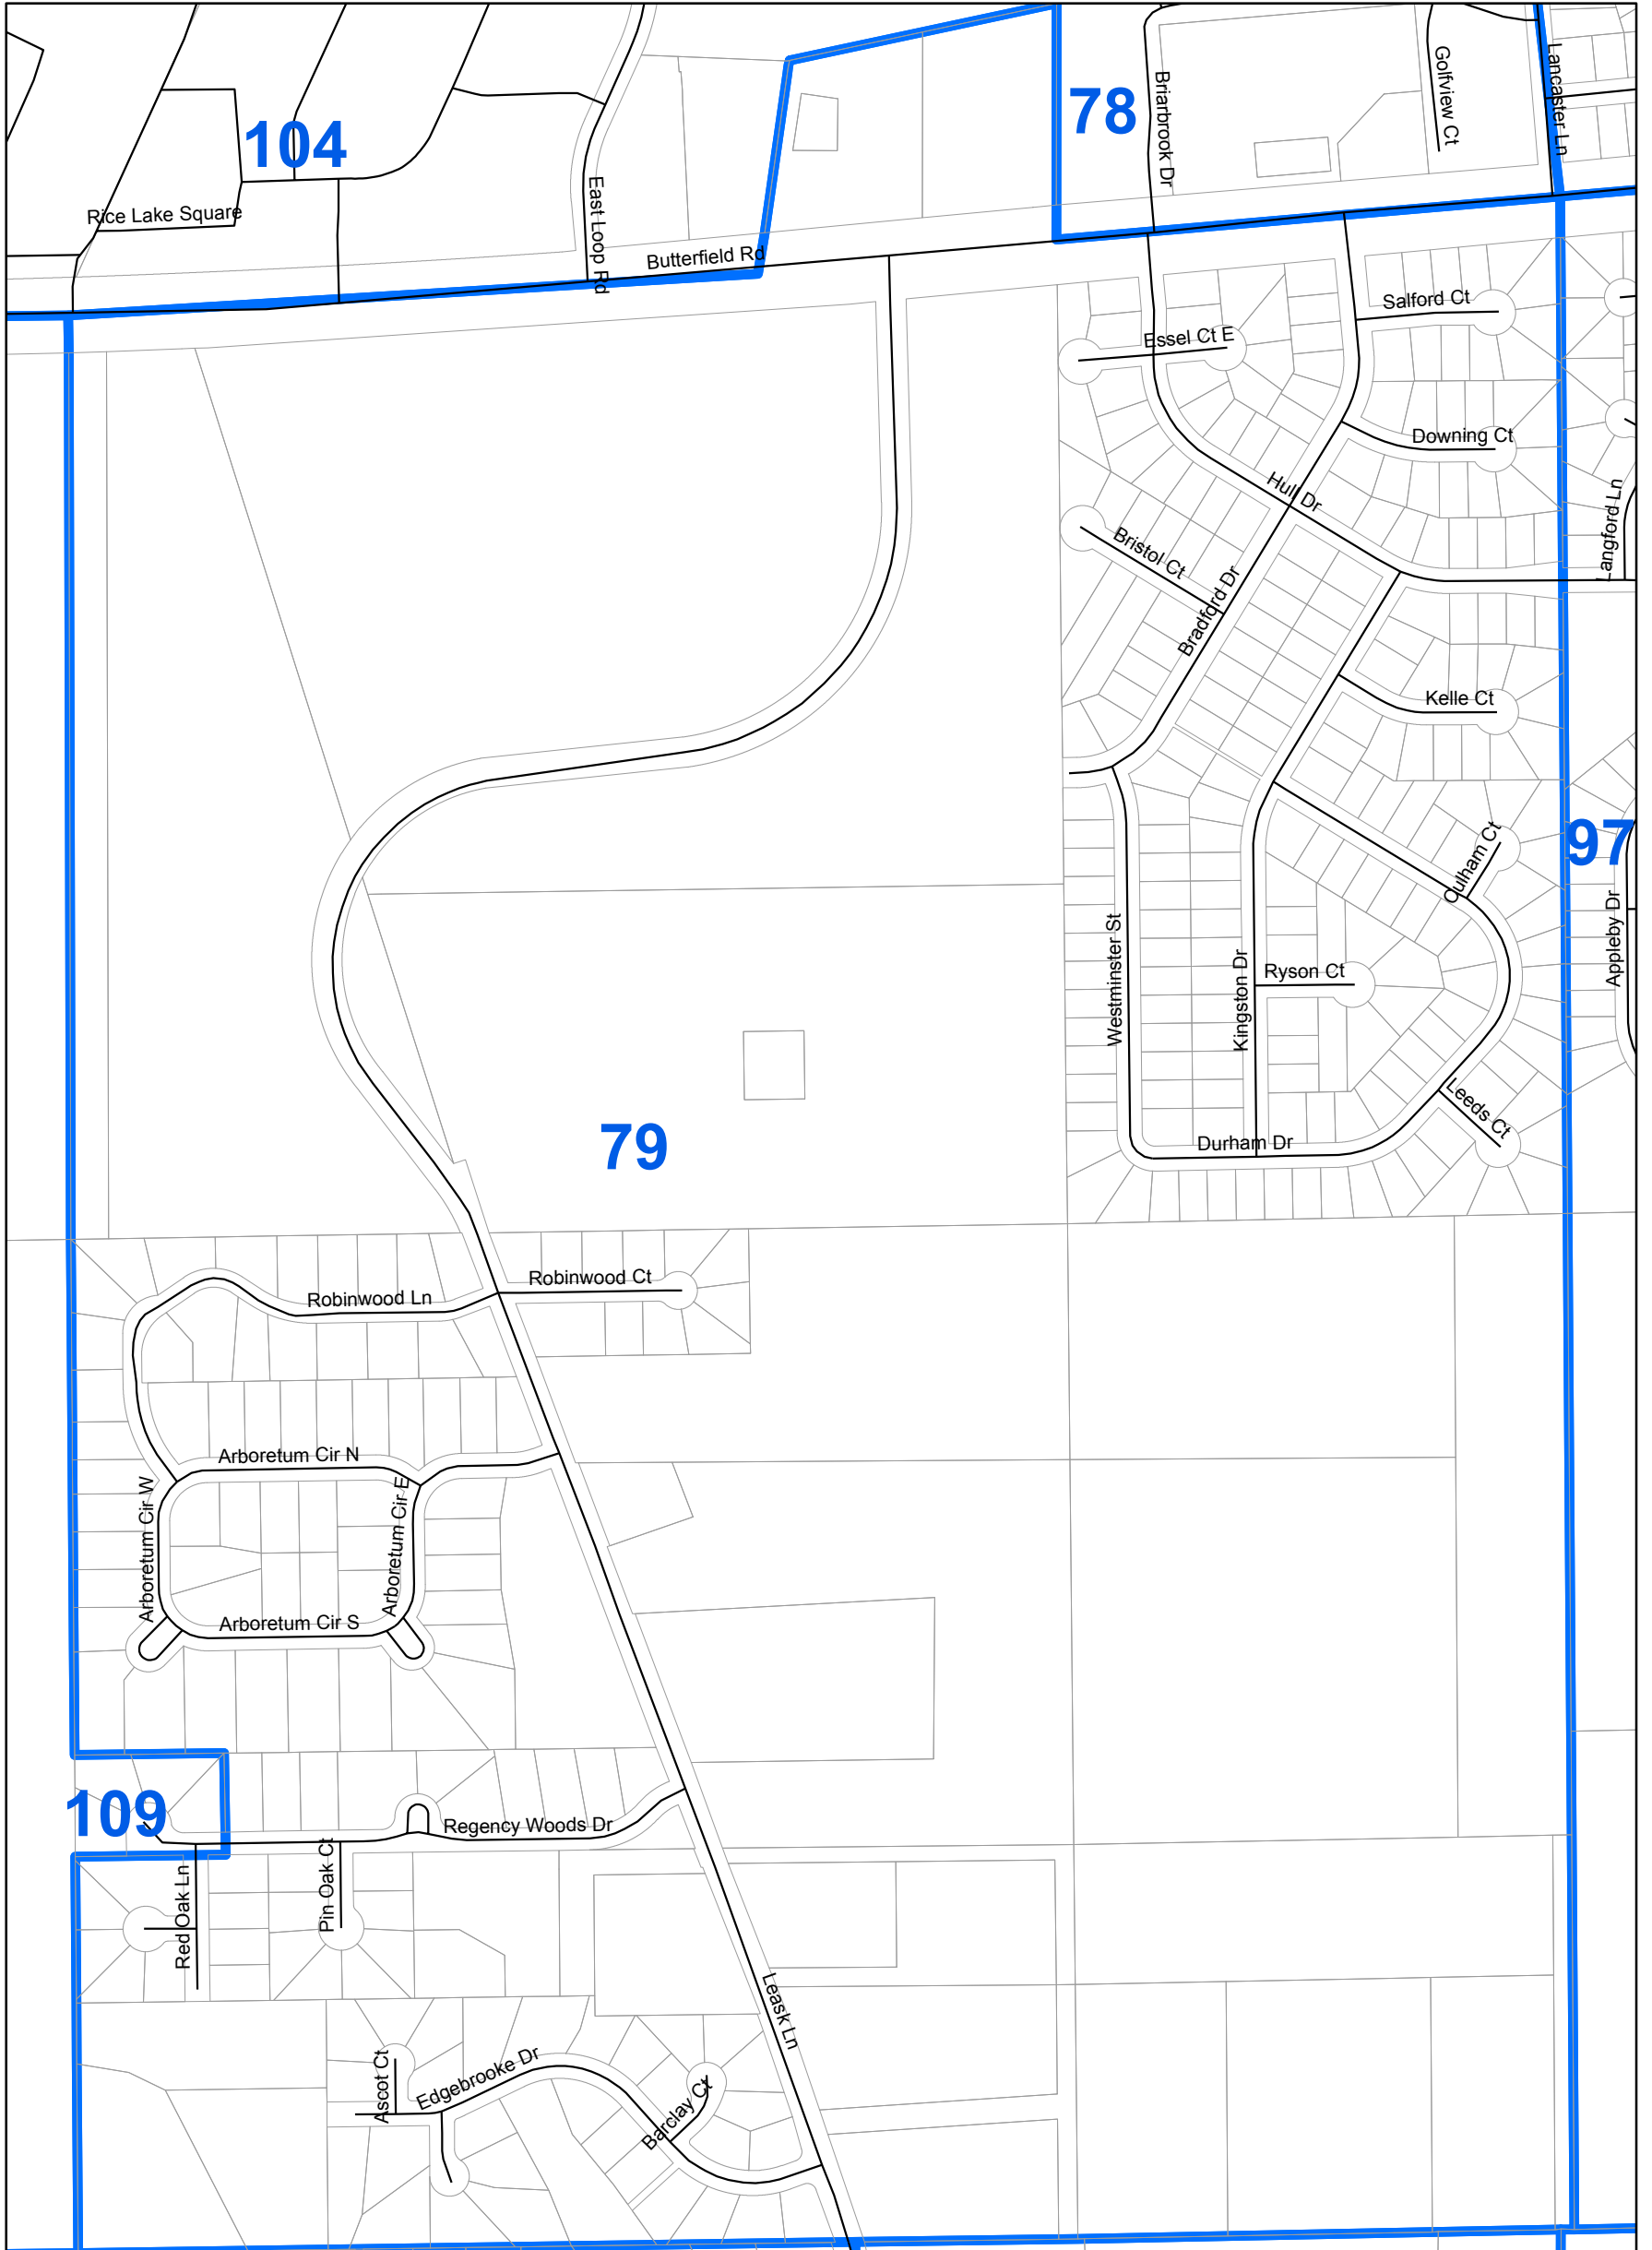 104
78
Briarbrook Dr
Golfview Ct
Lancaster Ln
Rice Lake Square
East Loop Rd
Butterfield Rd
Essel Ct E
Salford Ct
Downing Ct
Hull Dr
Bristol Ct
Bradford Dr
Langford Ln
Kelle Ct
97
Culham Ct
Appleby Dr
Westminster St
Kingston Dr
Ryson Ct
79
Durham Dr
Leeds Ct
Robinwood Ln
Robinwood Ct
Arboretum Cir N
Arboretum Cir W
Arboretum Cir E
Arboretum Cir S
109
Regency Woods Dr
Red Oak Ln
Pin Oak Ct
Leask Ln
Ascot Ct
Edgebrooke Dr
Barclay Ct